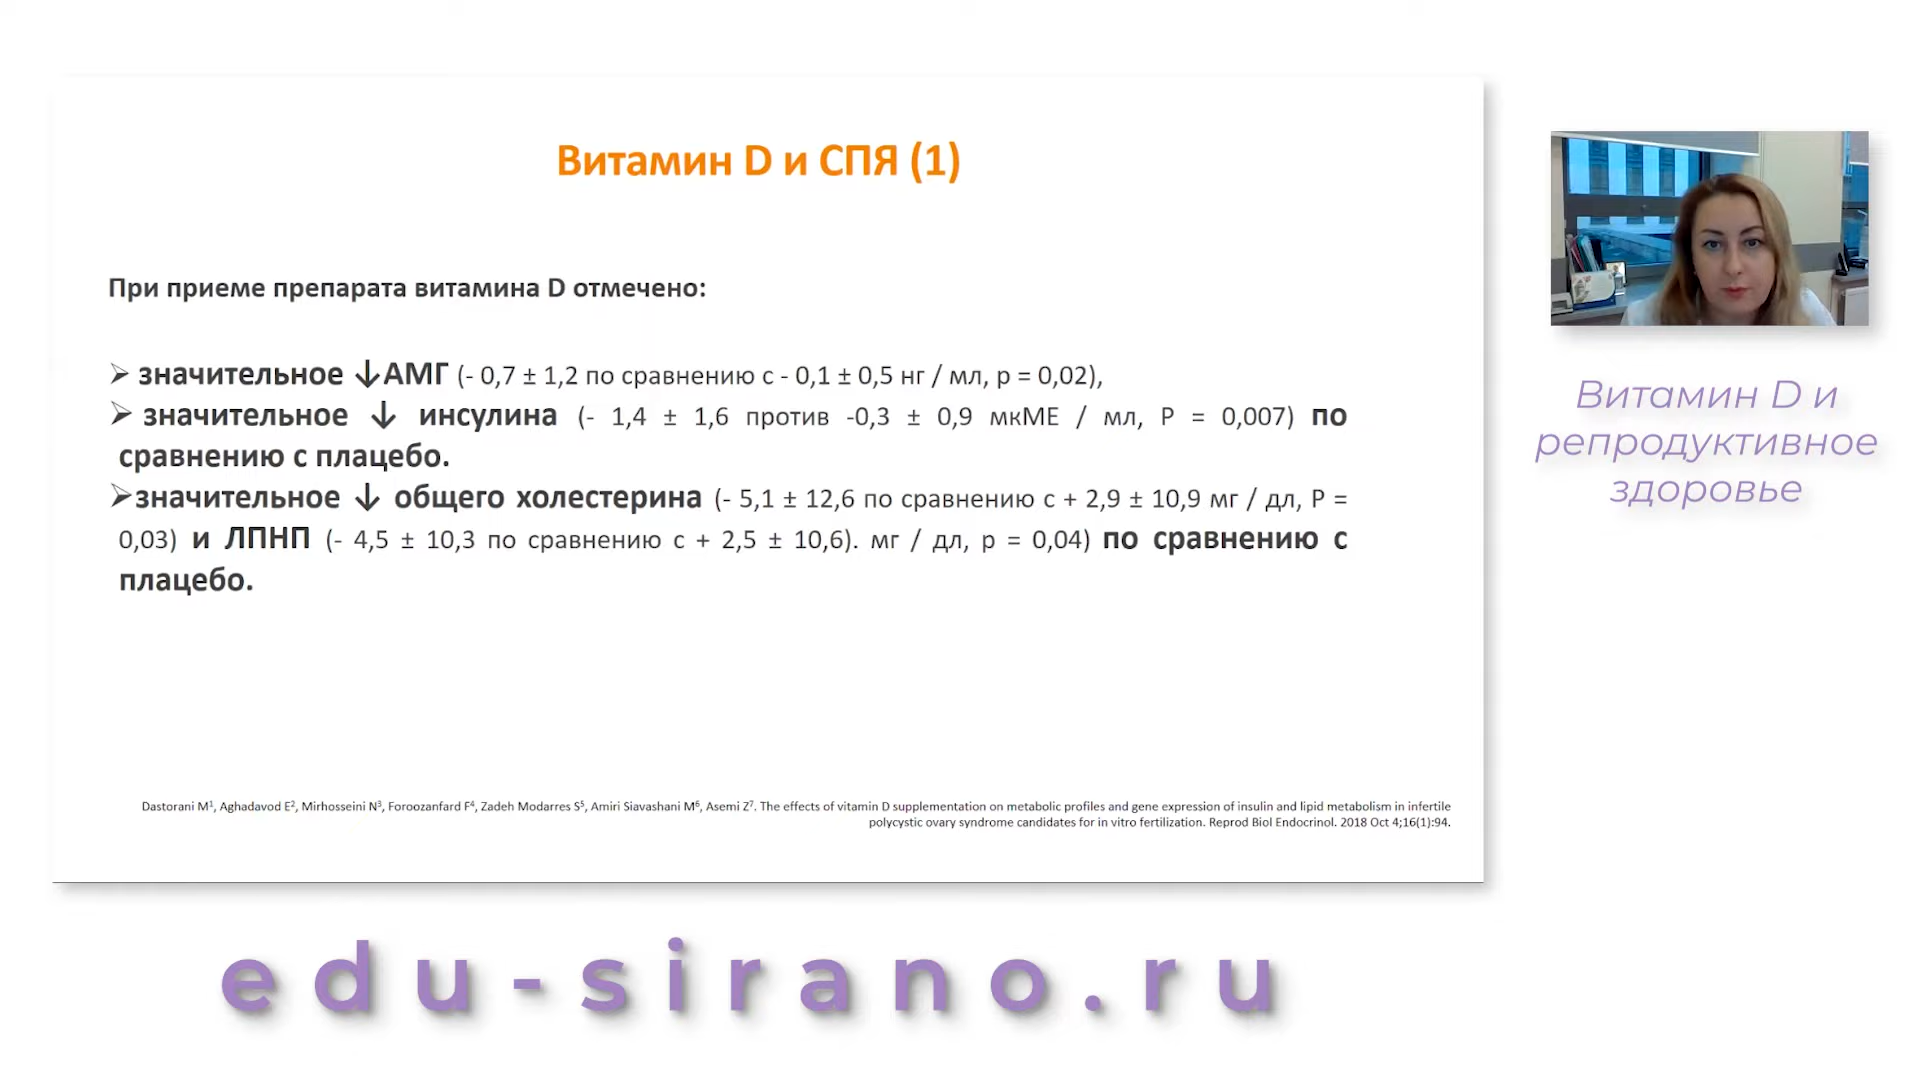 Витамин D и СПЯ (1)
При приеме препарата витамина D отмечено:
➢ значительное ↓АМГ (- 0,7 ± 1,2 по сравнению с - 0,1 ± 0,5 нг / мл, p = 0,02),
➢ значительное ↓ инсулина (- 1,4 ± 1,6 против -0,3 ± 0,9 мкМЕ / мл, P = 0,007) по
сравнению с плацебо.
➢значительное ↓ общего холестерина (- 5,1 ± 12,6 по сравнению с + 2,9 ± 10,9 мг / дл, P =
0,03) и ЛПНП (- 4,5 ± 10,3 по сравнению с + 2,5 ± 10,6). мг / дл, p = 0,04) по сравнению с
плацебо.
Dastorani M¹, Aghadavod E², Mirhosseini N³, Foroozanfard F⁴, Zadeh Modarres S⁵, Amiri Siavashani M⁶, Asemi Z⁷. The effects of vitamin D supplementation on metabolic profiles and gene expression of insulin and lipid metabolism in infertile
polycystic ovary syndrome candidates for in vitro fertilization. Reprod Biol Endocrinol. 2018 Oct 4;16(1):94.
Витамин D и
репродуктивное
здоровье
edu-sirano.ru